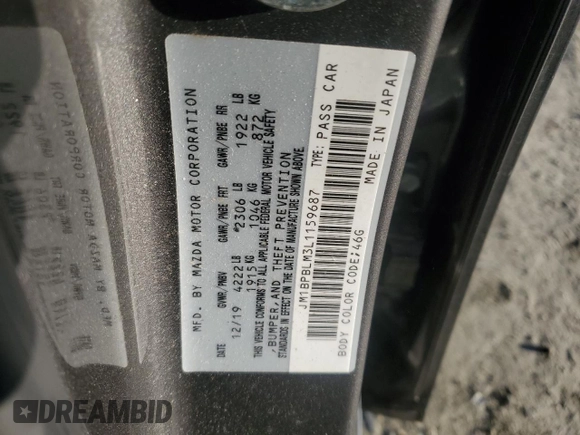 MFD. BY MAZDA MOTOR CORPORATION
DATE GVWR/PNBV GAWR/PNBE FRT GAWR/PNBE RR
12/19 4222 LB *2306 LB 1922 LB
1915 KG 1046 KG 872 KG
THIS VEHICLE CONFORMS TO ALL APPLICABLE FEDERAL MOTOR VEHICLE SAFETY
,BUMPER,AND THEFT PREVENTION
STANDARDS IN EFFECT ON THE DATE OF MANUFACTURE SHOWN ABOVE.
JM1BPBLM3L1159687 TYPE: PASS CAR
BODY COLOR CODE:46G MADE IN JAPAN
DREAMBID